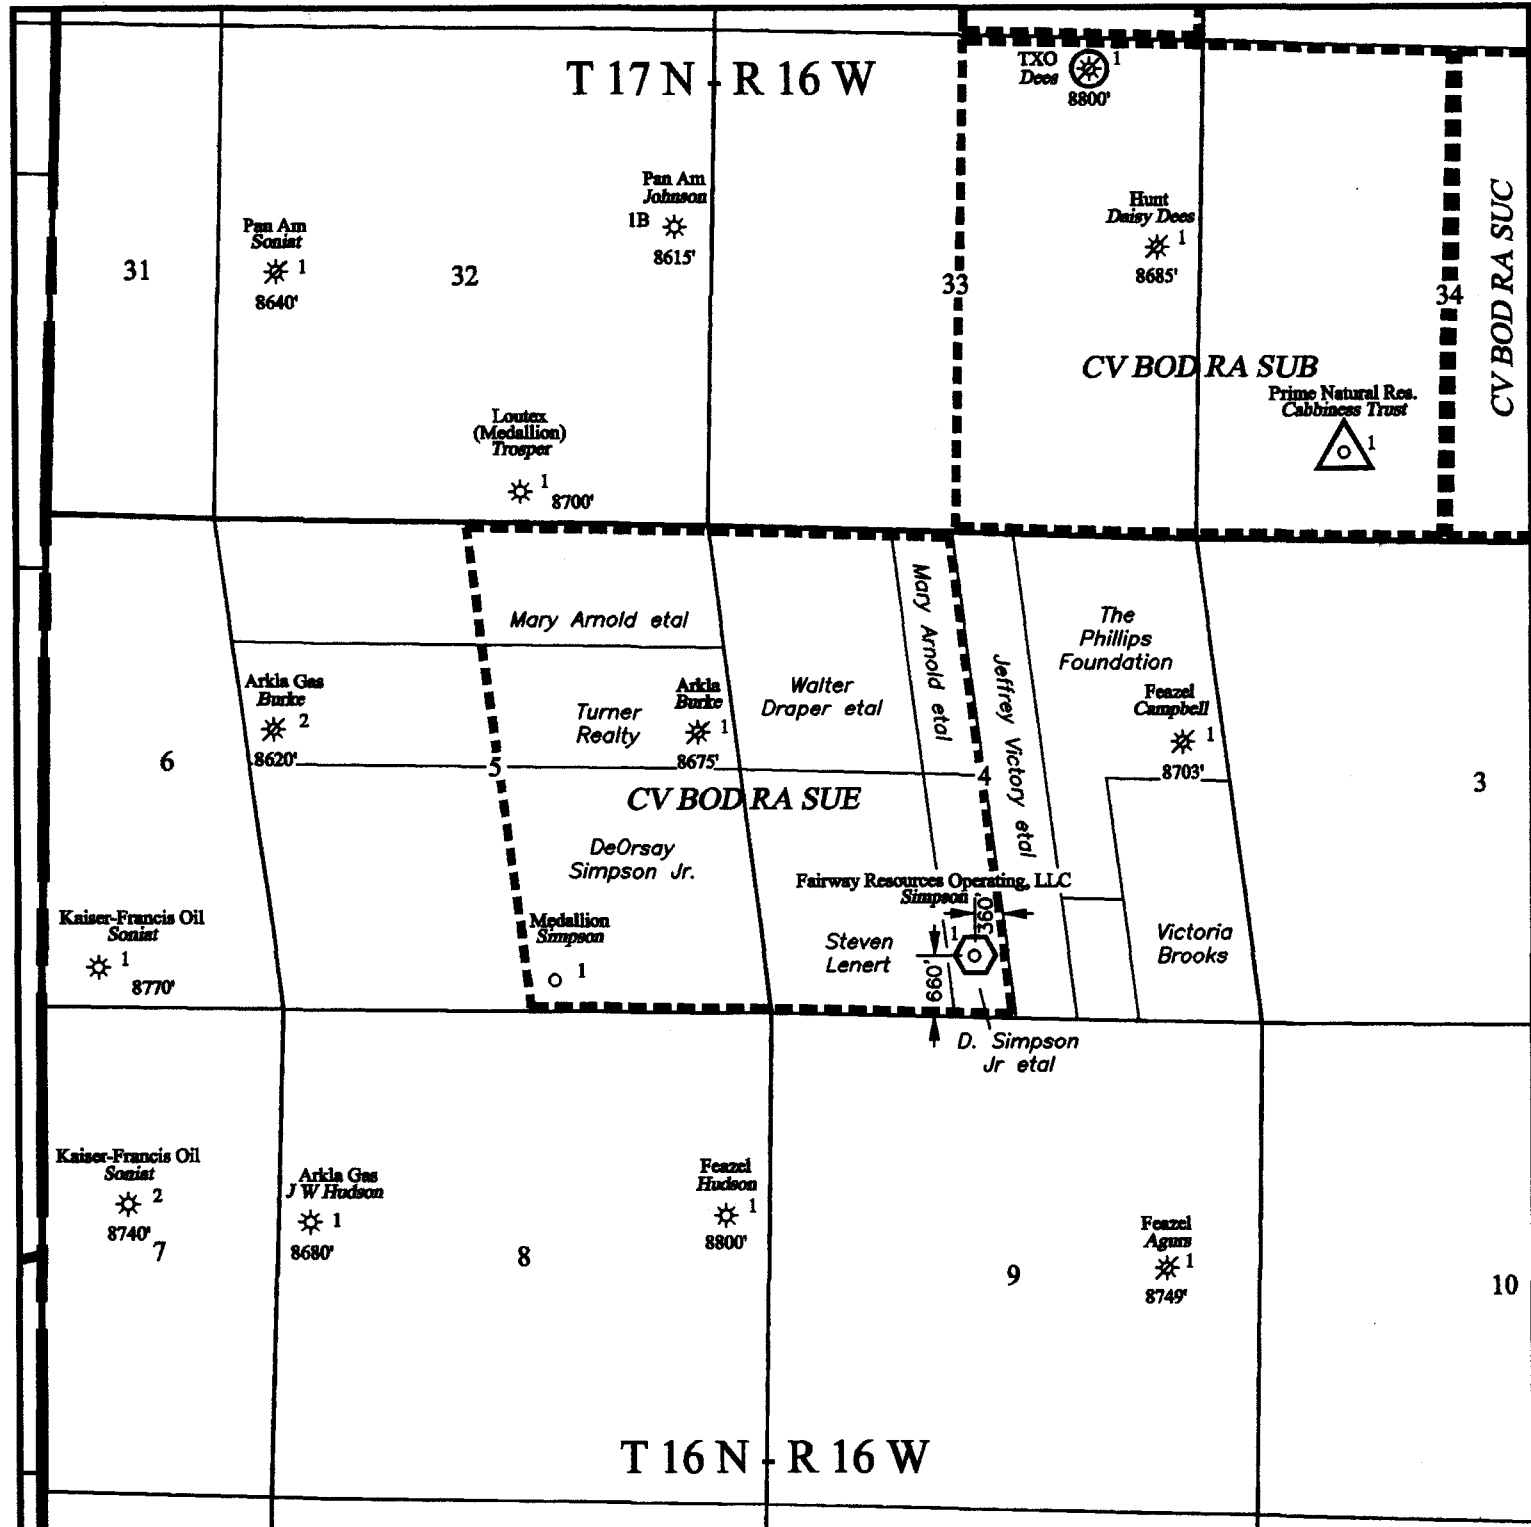 T 17 N - R 16 W
TXO
Dees
1
8800'
Pan Am
Johnson
1B
8615'
Pan Am
Soniat
1
8640'
Hunt
Daisy Dees
1
8685'
31
32
33
34
CV BOD RA SUC
CV BOD RA SUB
Prime Natural Res.
Cabbiness Trust
1
Loutex
(Medallion)
Trosper
1
8700'
Mary Arnold etal
Mary Arnold etal
Jeffrey Victory etal
The
Phillips
Foundation
Arkla Gas
Burke
2
8620'
Turner
Realty
Arkla
Burke
1
8675'
Walter
Draper etal
Feazel
Campbell
1
8703'
6
5
4
3
CV BOD RA SUE
DeOrsay
Simpson Jr.
Fairway Resources Operating, LLC
Simpson
1
360'
660'
Kaiser-Francis Oil
Soniat
1
8770'
Medallion
Simpson
1
Steven
Lenert
Victoria
Brooks
D. Simpson
Jr etal
Kaiser-Francis Oil
Soniat
2
8740'
7
Arkla Gas
J W Hudson
1
8680'
8
Feazel
Hudson
1
8800'
9
Feazel
Agurs
1
8749'
10
T 16 N - R 16 W